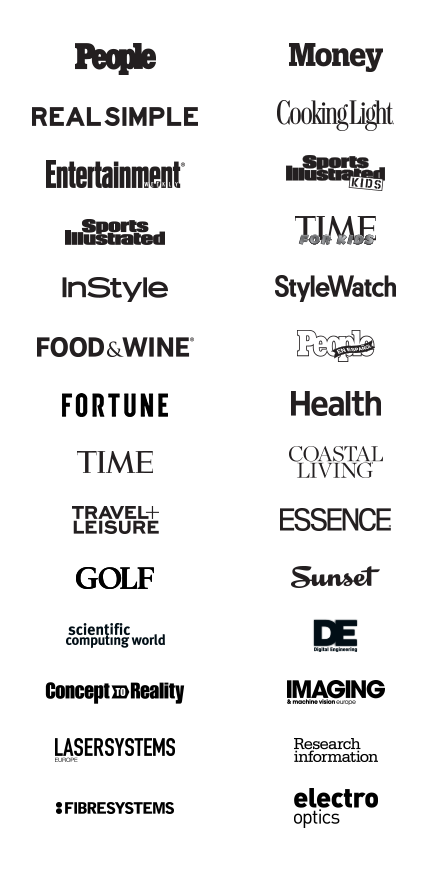 People
Money
REAL SIMPLE
CookingLight
Entertainment®
WEEKLY
Sports
Illustrated
KIDS
Sports
Illustrated
TIME
FOR KIDS
InStyle
StyleWatch
FOOD&WINE®
People
EN ESPAÑOL
FORTUNE
Health
TIME
COASTAL
LIVING
TRAVEL+
LEISURE
ESSENCE
GOLF
Sunset
scientific
computing world
DE
Digital Engineering
Concept TO Reality
IMAGING
& machine vision europe
LASERSYSTEMS
EUROPE
Research
information
FIBRESYSTEMS
electro
optics